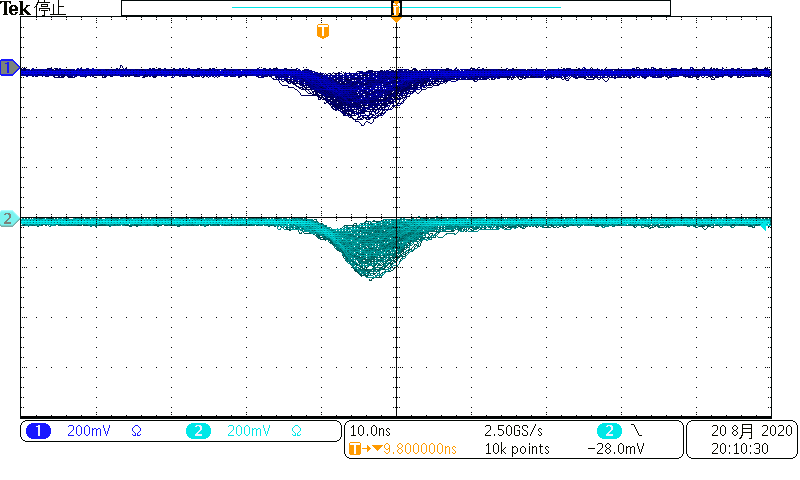 Tek 停止
T
1
2
1 200mV Ω 2 200mV Ω
10.0ns 2.50GS/s 2
T→▼9.800000ns 10k points −28.0mV
20 8月 2020
20:10:30